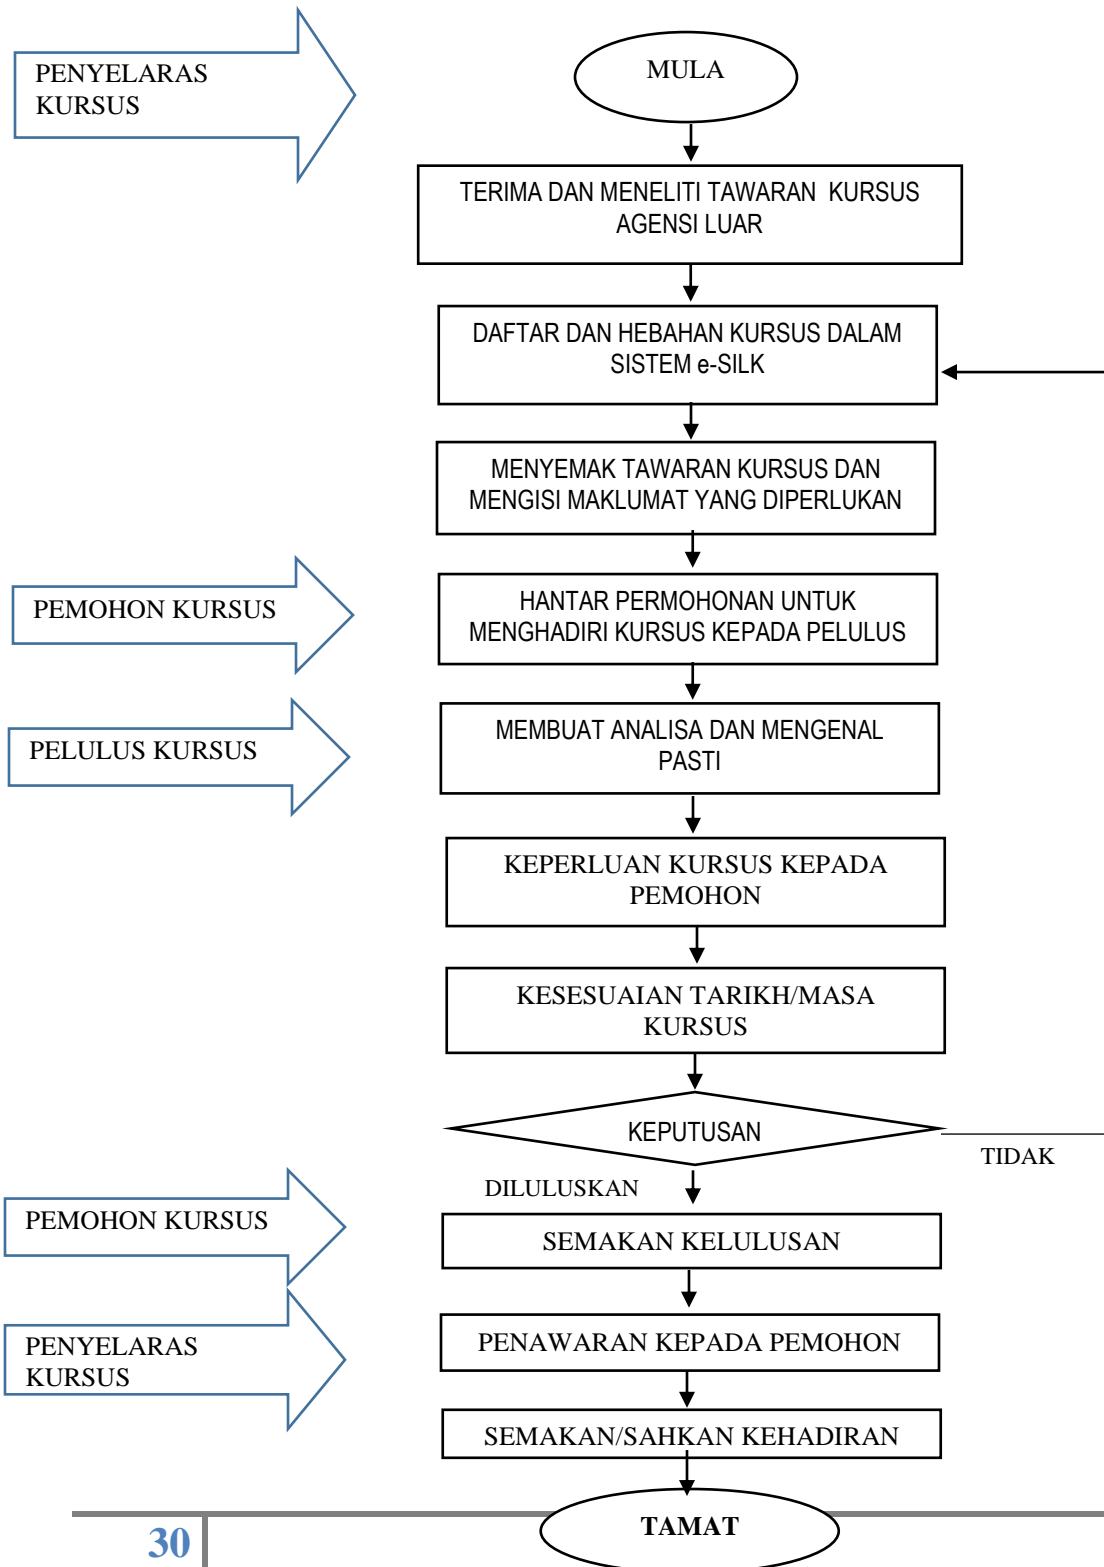 PENYELARAS
KURSUS
MULA
TERIMA DAN MENELITI TAWARAN KURSUS
AGENSI LUAR
DAFTAR DAN HEBAHAN KURSUS DALAM
SISTEM e-SILK
MENYEMAK TAWARAN KURSUS DAN
MENGISI MAKLUMAT YANG DIPERLUKAN
PEMOHON KURSUS
HANTAR PERMOHONAN UNTUK
MENGHADIRI KURSUS KEPADA PELULUS
PELULUS KURSUS
MEMBUAT ANALISA DAN MENGENAL
PASTI
KEPERLUAN KURSUS KEPADA
PEMOHON
KESESUAIAN TARIKH/MASA
KURSUS
KEPUTUSAN
TIDAK
DILULUSKAN
PEMOHON KURSUS
SEMAKAN KELULUSAN
PENYELARAS
KURSUS
PENAWARAN KEPADA PEMOHON
SEMAKAN/SAHKAN KEHADIRAN
TAMAT
30